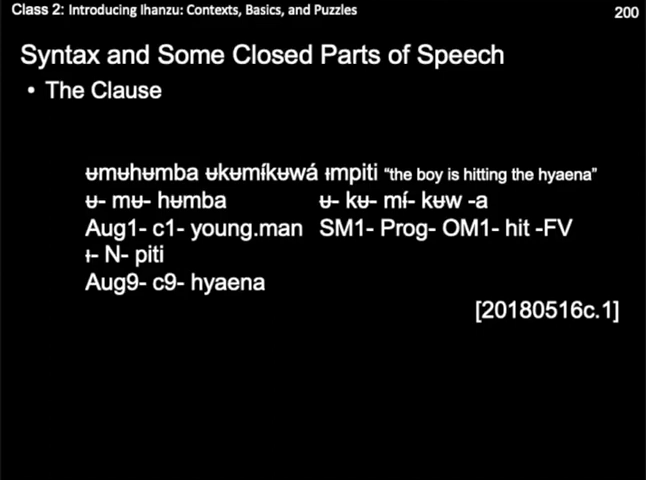 Class 2: Introducing Ihanzu: Contexts, Basics, and Puzzles
200
Syntax and Some Closed Parts of Speech
• The Clause
ʉmʉhʉmba ʉkʉmíkʉwá ɨmpiti “the boy is hitting the hyaena”
ʉ- mʉ- hʉmba ʉ- kʉ- mí- kʉw -a
Aug1- c1- young.man SM1- Prog- OM1- hit -FV
ɨ- N- piti
Aug9- c9- hyaena
[20180516c.1]